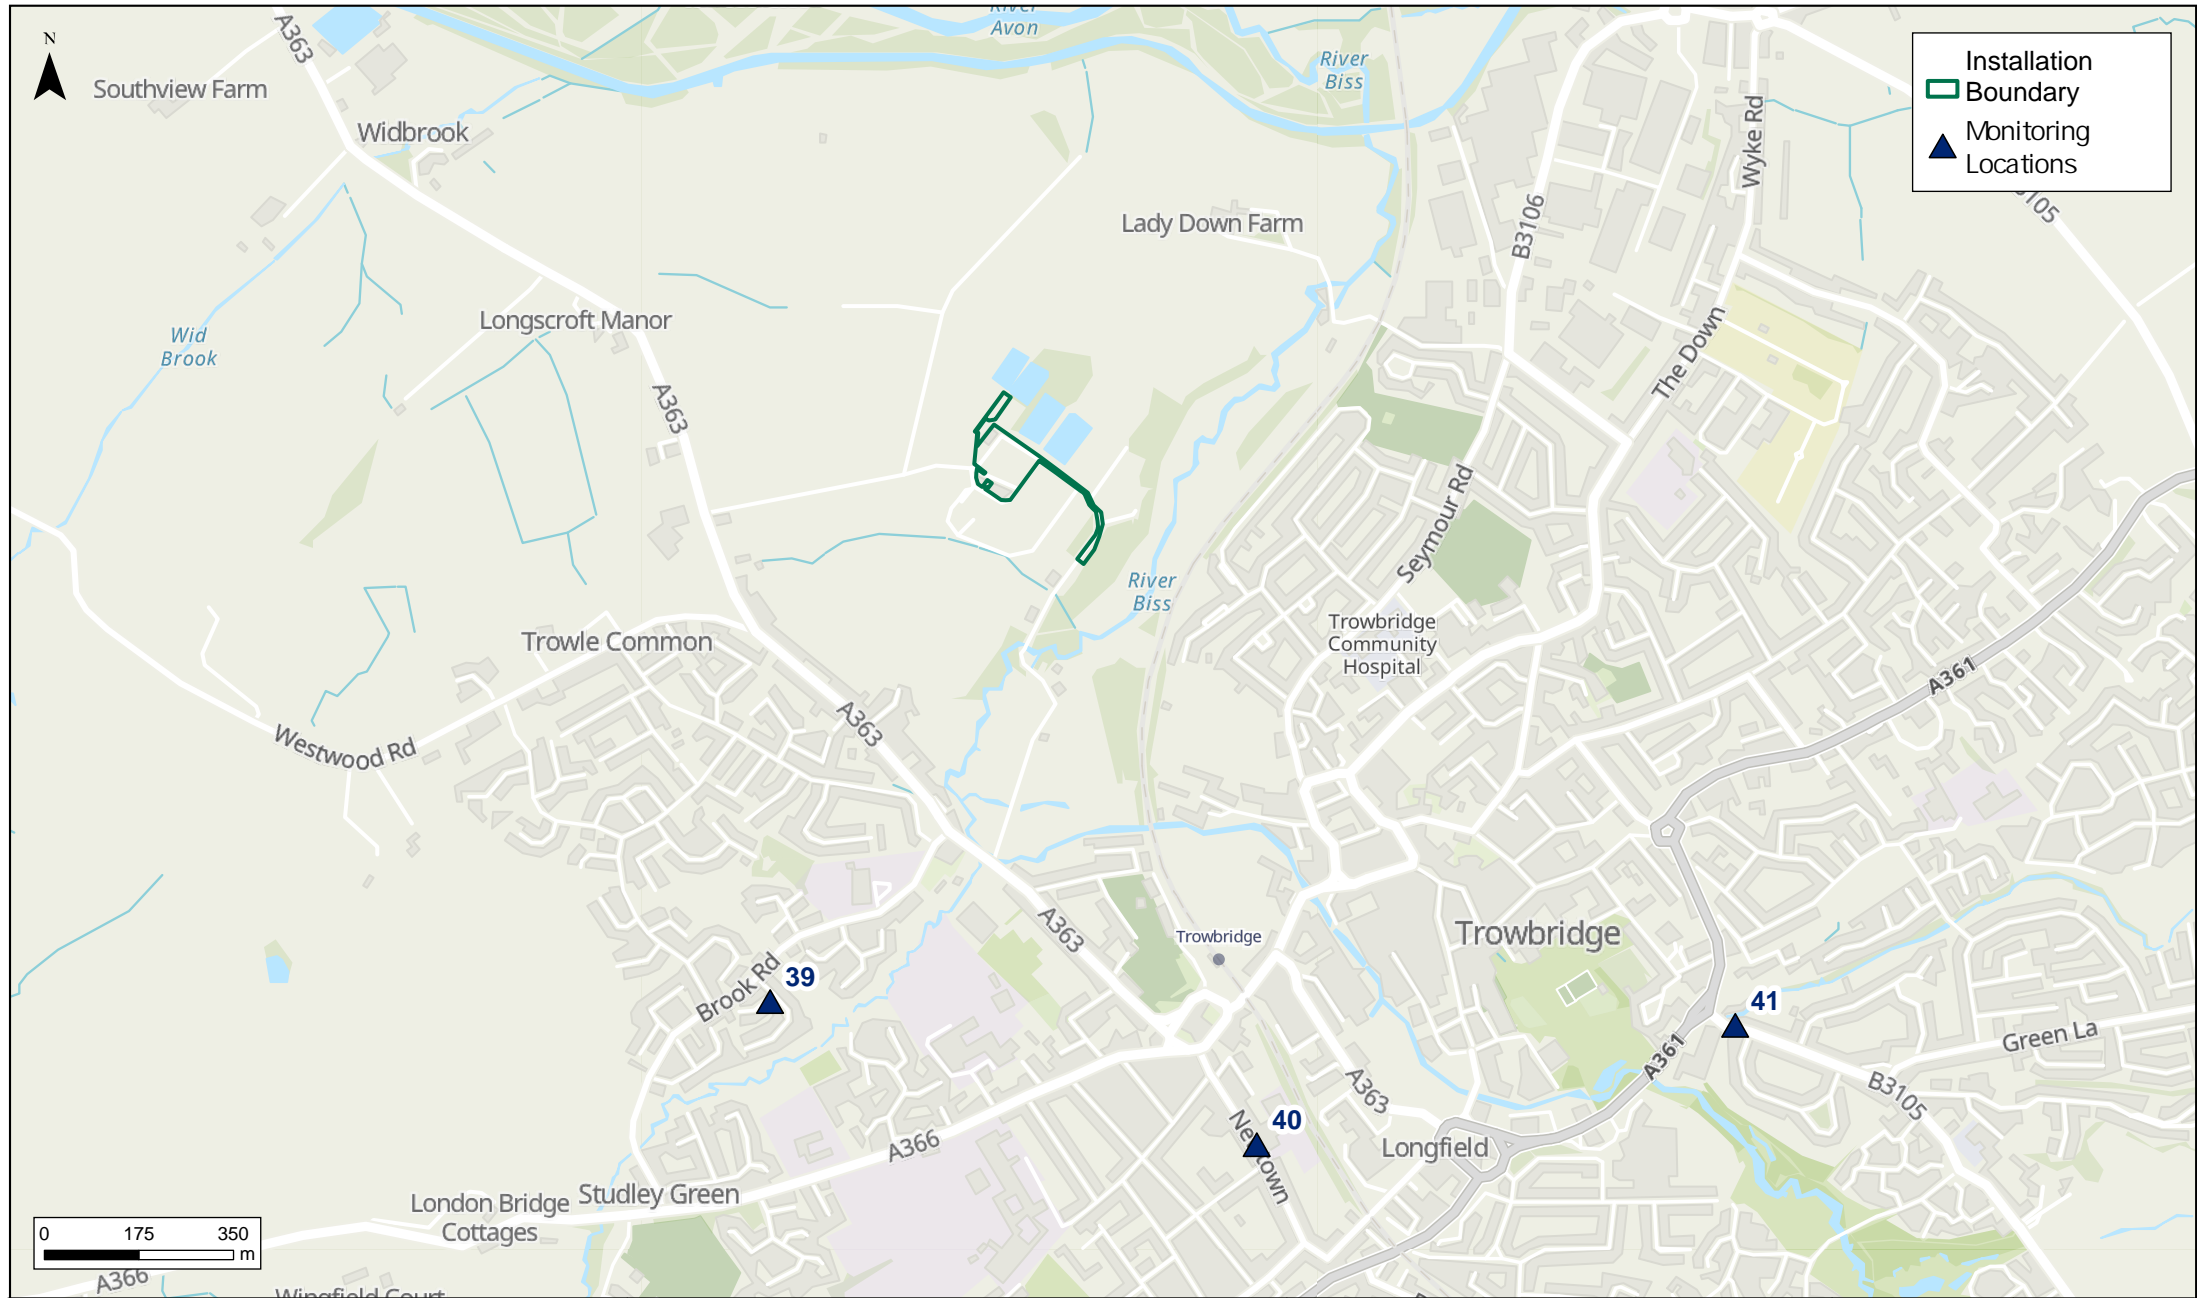 N
A363
Southview Farm
Widbrook
River
Avon
River
Biss
Installation
Boundary
Monitoring
Locations
Wyke Rd
B3106
Lady Down Farm
Wid
Brook
Longscroft Manor
A363
The Down
Seymour Rd
River
Biss
Trowbridge
Community
Hospital
Trowle Common
A361
A363
Westwood Rd
Trowbridge
Trowbridge
A363
Brook Rd
39
41
Green La
A361
B3105
A363
40
Longfield
A366
London Bridge
Cottages
Studley Green
0 175 350
m
A366
Wingfield Court